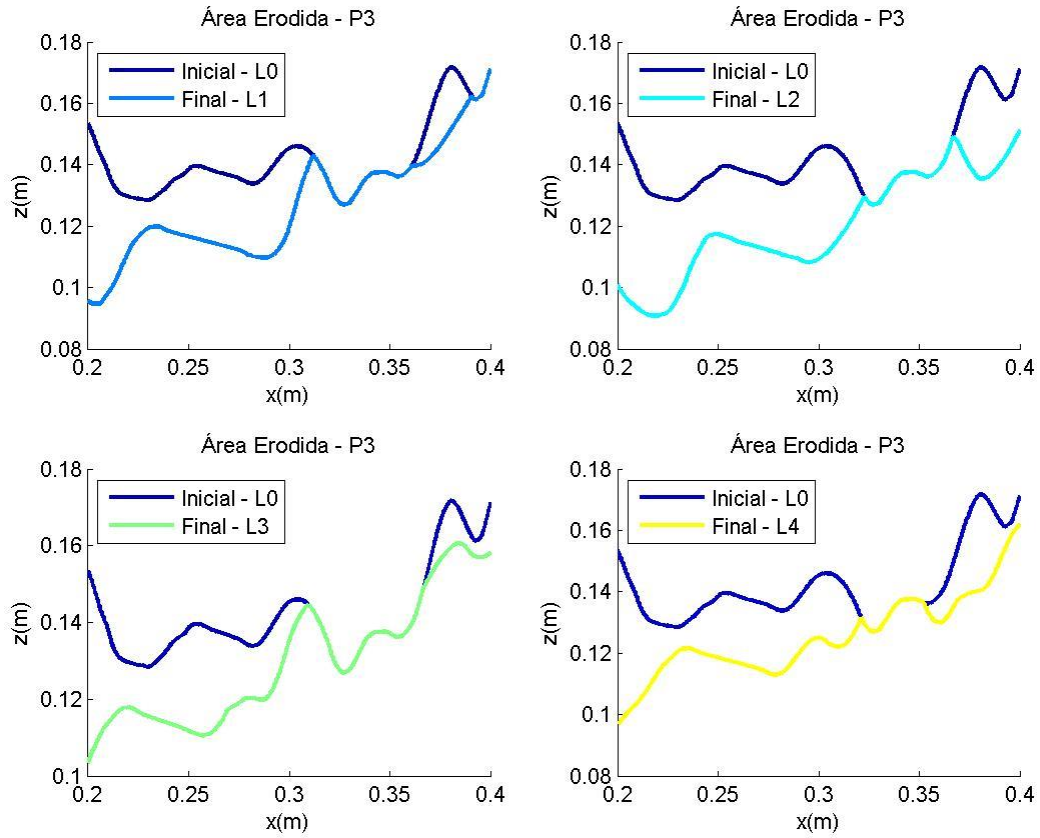 Área Erodida - P3
0.18
0.16
0.14
0.12
0.1
0.08
z(m)
Inicial - L0
Final - L1
0.2
0.25
0.3
0.35
0.4
x(m)
Área Erodida - P3
0.18
0.16
0.14
0.12
0.1
0.08
z(m)
Inicial - L0
Final - L2
0.2
0.25
0.3
0.35
0.4
x(m)
Área Erodida - P3
0.18
0.16
0.14
0.12
0.1
z(m)
Inicial - L0
Final - L3
0.2
0.25
0.3
0.35
0.4
x(m)
Área Erodida - P3
0.18
0.16
0.14
0.12
0.1
0.08
z(m)
Inicial - L0
Final - L4
0.2
0.25
0.3
0.35
0.4
x(m)